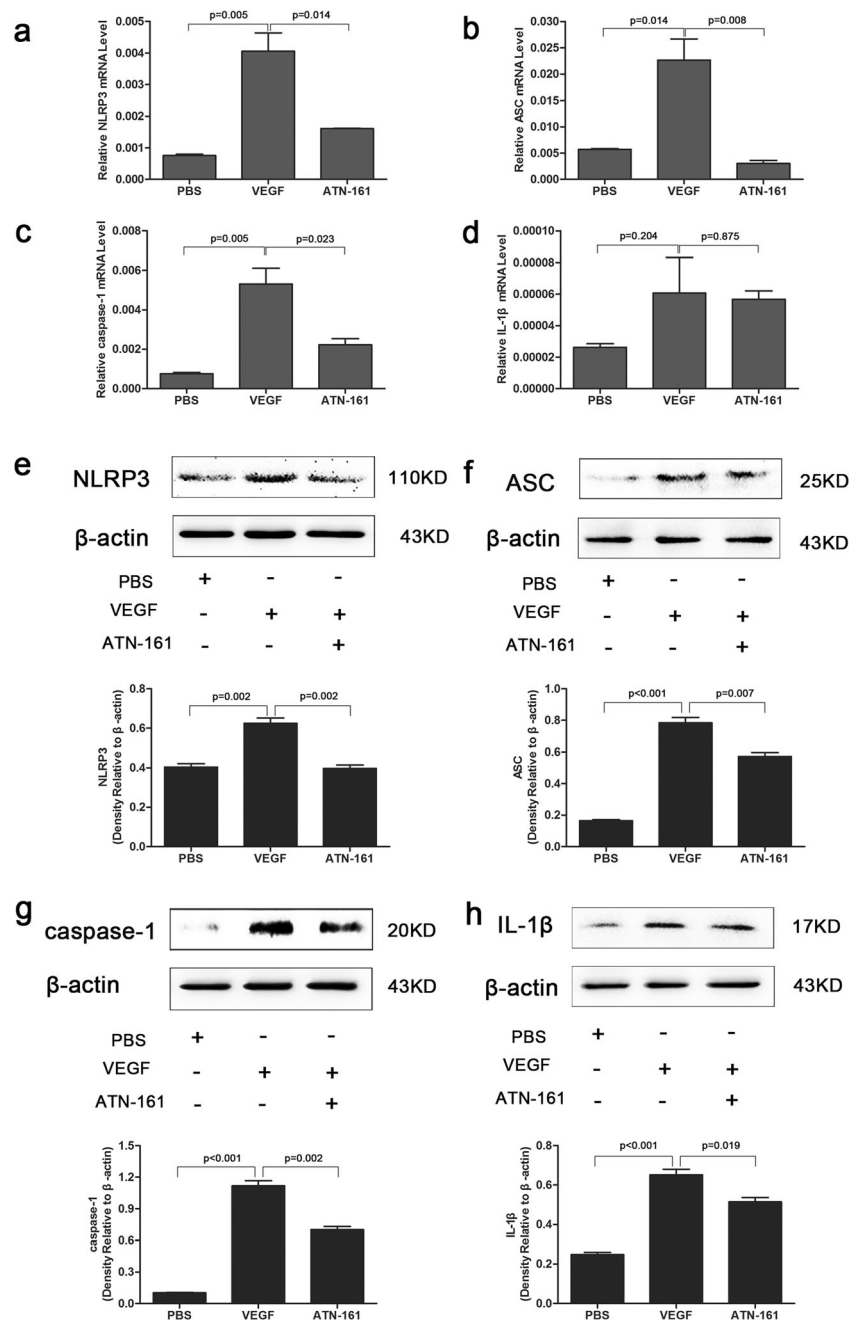 a
p=0.005 p=0.014
Relative NLRP3 mRNA Level
0.005
0.004
0.003
0.002
0.001
0.000
PBS VEGF ATN-161
b
p=0.014 p=0.008
Relative ASC mRNA Level
0.030
0.025
0.020
0.015
0.010
0.005
0.000
PBS VEGF ATN-161
c
p=0.005 p=0.023
Relative caspase-1 mRNA Level
0.008
0.006
0.004
0.002
0.000
PBS VEGF ATN-161
d
p=0.204 p=0.875
Relative IL-1β mRNA Level
0.00010
0.00008
0.00006
0.00004
0.00002
0.00000
PBS VEGF ATN-161
e
NLRP3 110KD
β-actin 43KD
PBS + - -
VEGF - + +
ATN-161 - - +
p=0.002 p=0.002
NLRP3
(Density Relative to β -actin)
0.8
0.6
0.4
0.2
0.0
PBS VEGF ATN-161
f
ASC 25KD
β-actin 43KD
PBS + - -
VEGF - + +
ATN-161 - - +
p<0.001 p=0.007
ASC
(Density Relative to β -actin)
1.0
0.8
0.6
0.4
0.2
0.0
PBS VEGF ATN-161
g
caspase-1 20KD
β-actin 43KD
PBS + - -
VEGF - + +
ATN-161 - - +
p<0.001 p=0.002
caspase-1
(Density Relative to β -actin)
1.5
1.2
0.9
0.6
0.3
0.0
PBS VEGF ATN-161
h
IL-1β 17KD
β-actin 43KD
PBS + - -
VEGF - + +
ATN-161 - - +
p<0.001 p=0.019
IL-1β
(Density Relative to β -actin)
0.8
0.6
0.4
0.2
0.0
PBS VEGF ATN-161